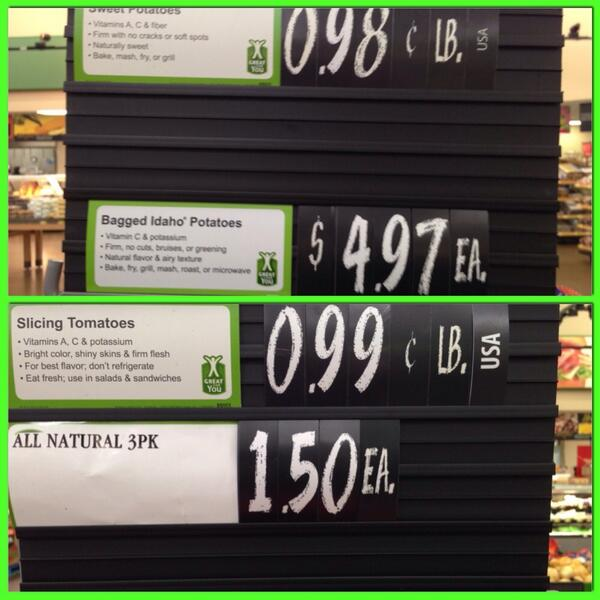 Sweet Potatoes
• Vitamins A, C & fiber
• Firm with no cracks or soft spots
• Naturally sweet
• Bake, mash, fry, or grill
GREAT
You
0.98 ¢ LB. USA
Bagged Idaho® Potatoes
• Vitamin C & potassium
• Firm, no cuts, bruises, or greening
• Natural flavor & airy texture
• Bake, fry, grill, mash, roast, or microwave
GREAT
You
$ 4.97 EA.
Slicing Tomatoes
• Vitamins A, C & potassium
• Bright color, shiny skins & firm flesh
• For best flavor; don't refrigerate
• Eat fresh; use in salads & sandwiches
GREAT
You
0.99 ¢ LB. USA
ALL NATURAL 3PK
1.50 EA.